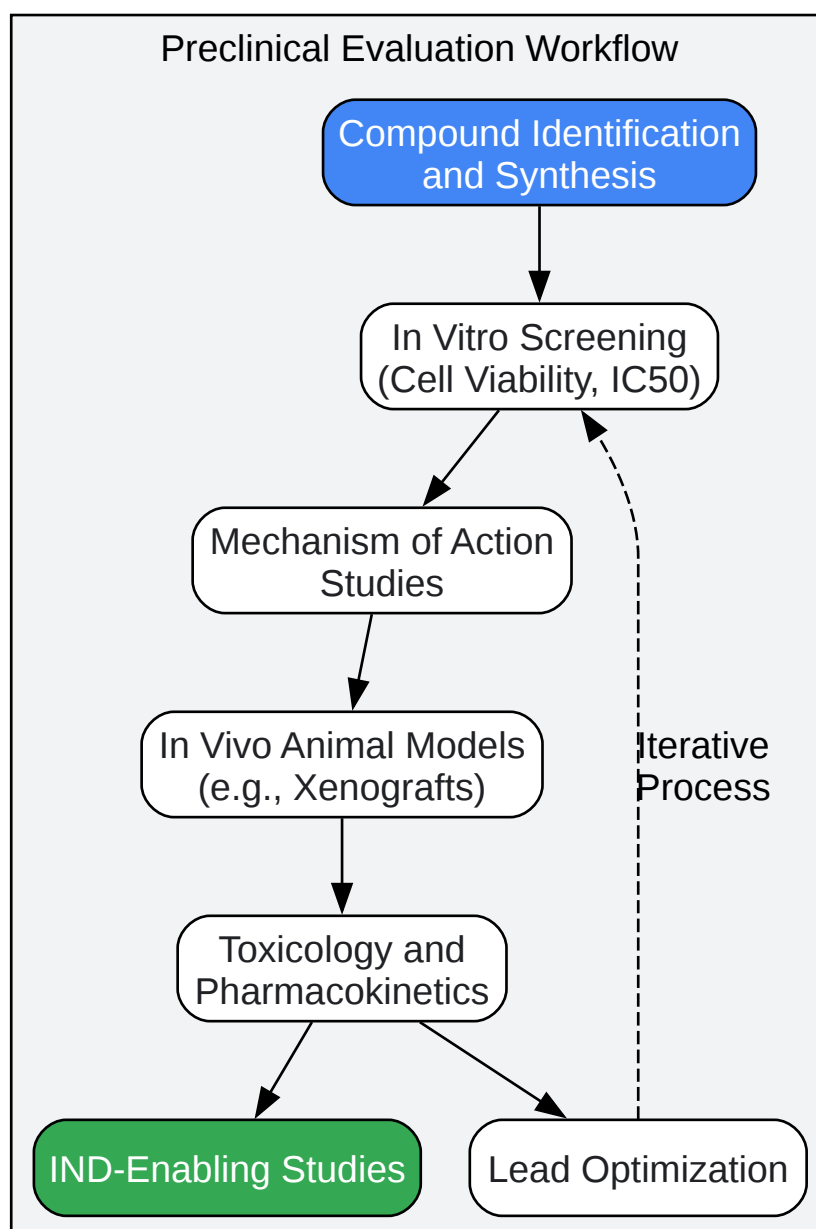 Preclinical Evaluation Workflow
Compound Identification
and Synthesis
In Vitro Screening
(Cell Viability, IC50)
Mechanism of Action
Studies
In Vivo Animal Models
(e.g., Xenografts)
Iterative
Process
Toxicology and
Pharmacokinetics
IND-Enabling Studies
Lead Optimization